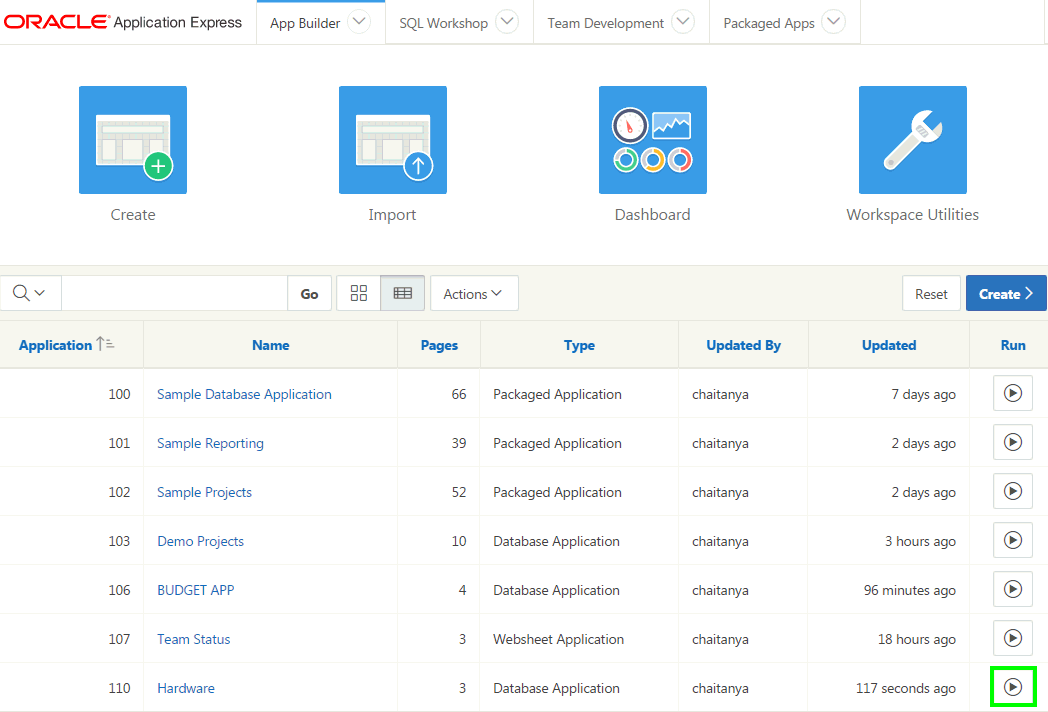 ORACLE® Application Express App Builder SQL Workshop Team Development Packaged Apps
Create Import Dashboard Workspace Utilities
Go Actions Reset Create
Application Name Pages Type Updated By Updated Run
100 Sample Database Application 66 Packaged Application chaitanya 7 days ago
101 Sample Reporting 39 Packaged Application chaitanya 2 days ago
102 Sample Projects 52 Packaged Application chaitanya 2 days ago
103 Demo Projects 10 Database Application chaitanya 3 hours ago
106 BUDGET APP 4 Database Application chaitanya 96 minutes ago
107 Team Status 3 Websheet Application chaitanya 18 hours ago
110 Hardware 3 Database Application chaitanya 117 seconds ago